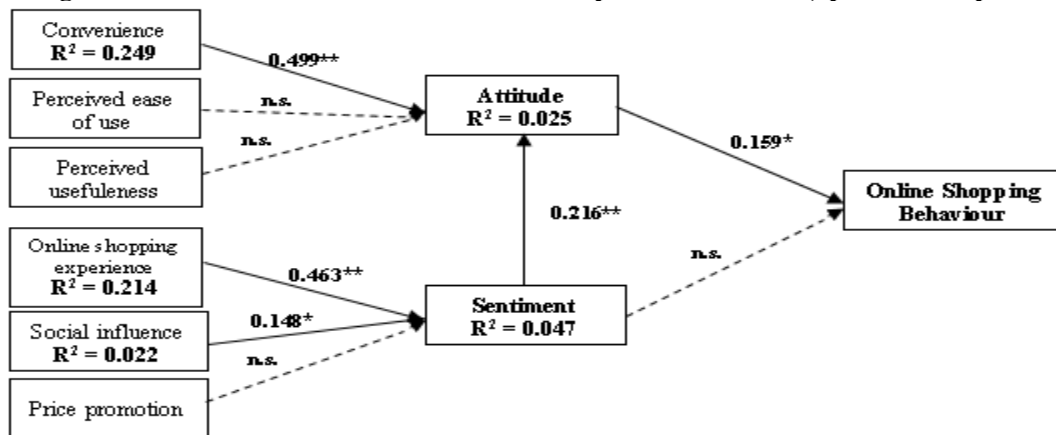 Convenience
R² = 0.249
0.499**
Perceived ease
of use
n.s.
Attitude
R² = 0.025
Perceived
usefulness
n.s.
0.159*
Online Shopping
Behaviour
0.216**
Online shopping
experience
R² = 0.214
0.463**
n.s.
Sentiment
R² = 0.047
Social influence
R² = 0.022
0.148*
n.s.
Price promotion